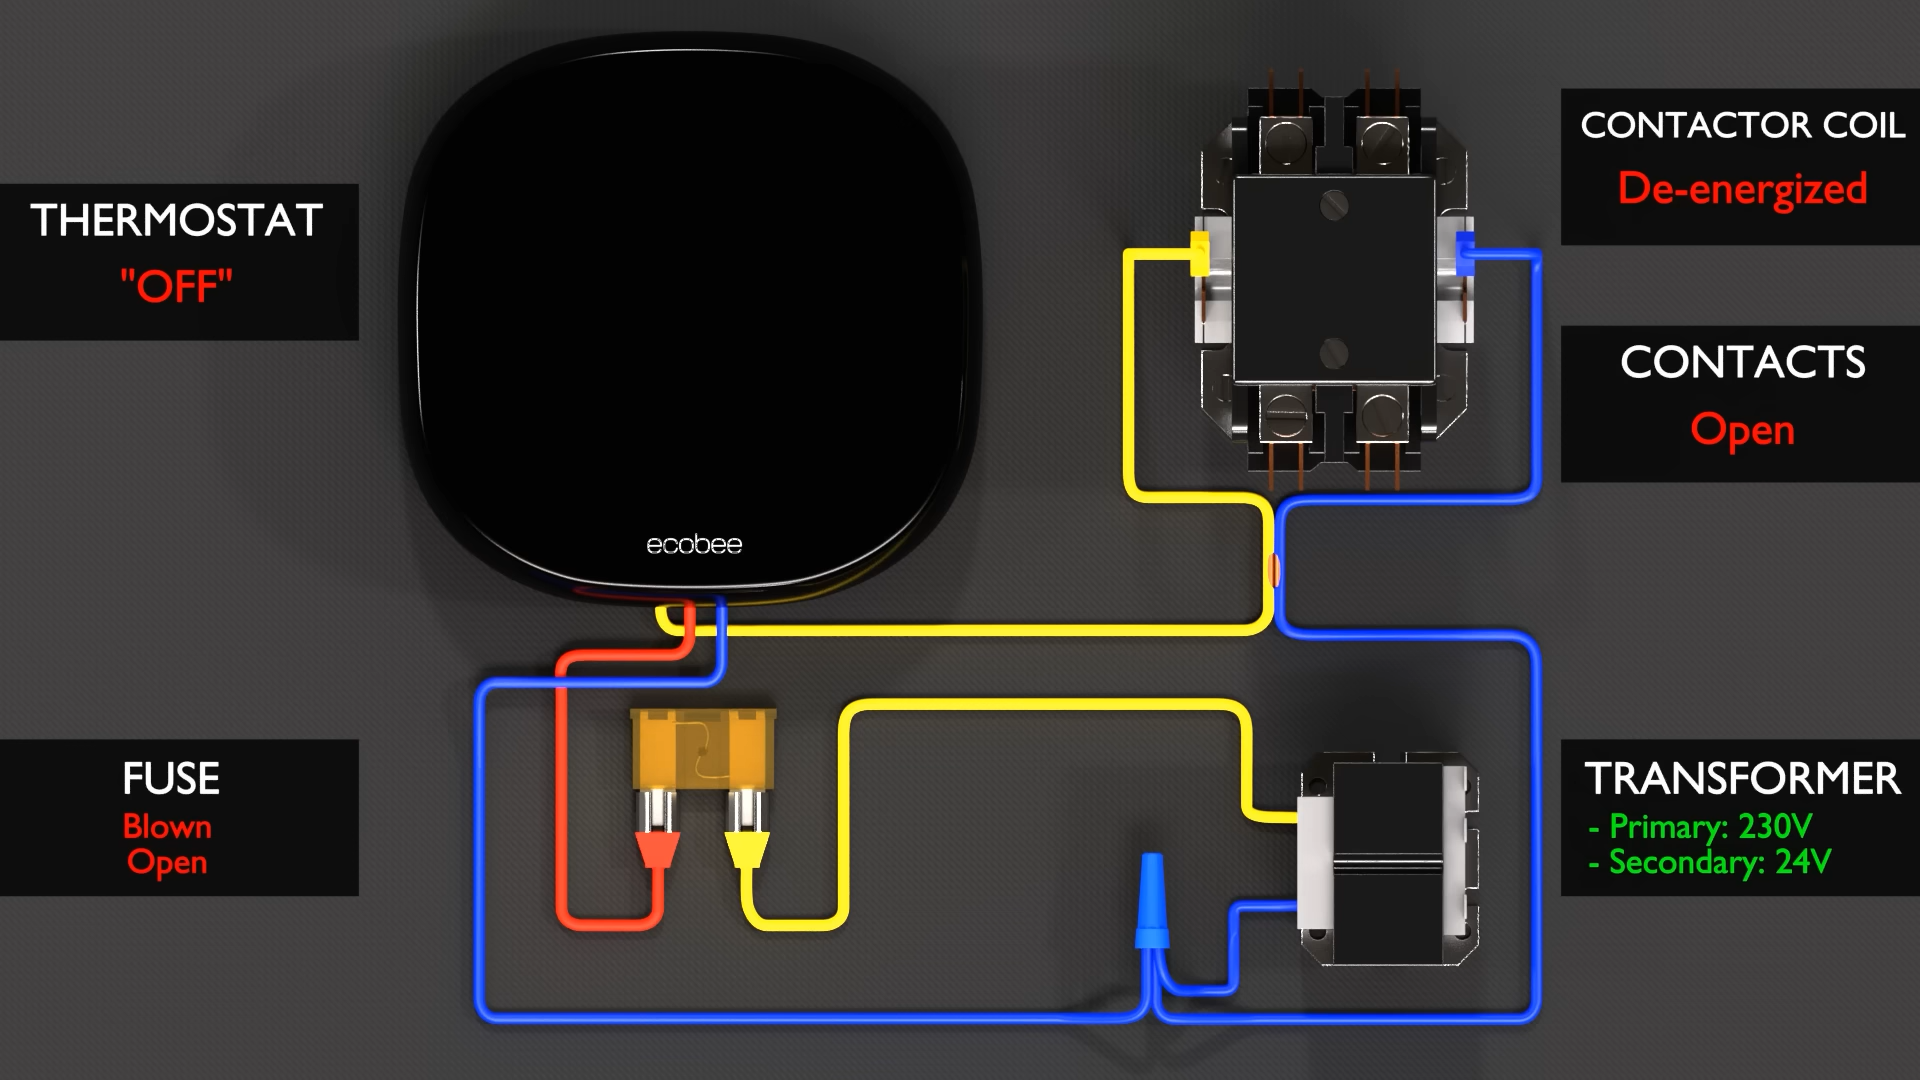 THERMOSTAT
"OFF"
ecobee
CONTACTOR COIL
De-energized
CONTACTS
Open
FUSE
Blown
Open
TRANSFORMER
- Primary: 230V
- Secondary: 24V